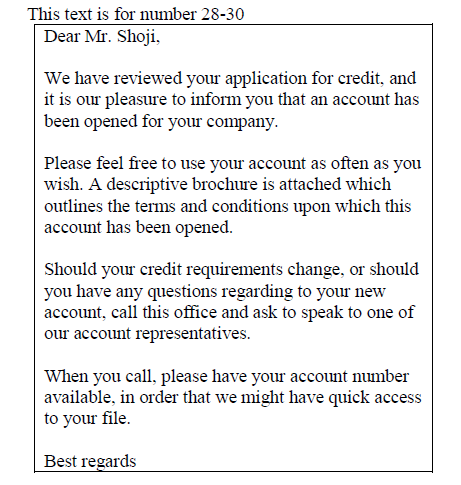 This text is for number 28-30
Dear Mr. Shoji,
We have reviewed your application for credit, and
it is our pleasure to inform you that an account has
been opened for your company.
Please feel free to use your account as often as you
wish. A descriptive brochure is attached which
outlines the terms and conditions upon which this
account has been opened.
Should your credit requirements change, or should
you have any questions regarding to your new
account, call this office and ask to speak to one of
our account representatives.
When you call, please have your account number
available, in order that we might have quick access
to your file.
Best regards